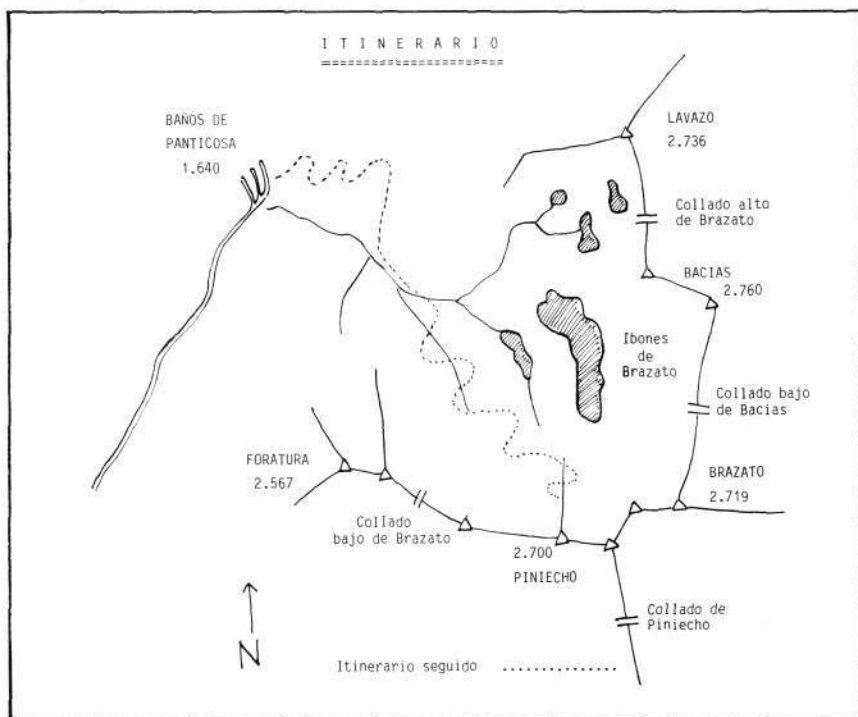 ITINERARIO
BAÑOS DE
PANTICOSA
1.640
LAVAZO
2.736
Collado alto
de Brazato
BACIAS
2.760
Ibones
de
Brazato
Collado bajo
de Bacias
FORATURA
2.567
BRAZATO
2.719
Collado
bajo de Brazato
2.700
PINIECHO
Collado de
Piniecho
N
Itinerario seguido ............